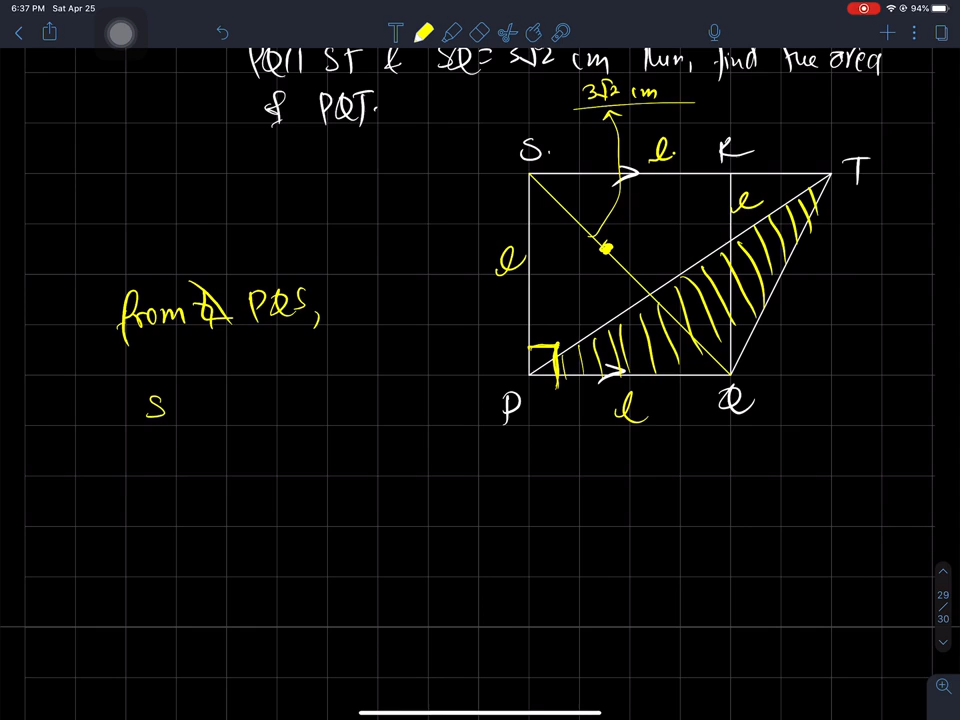 6:37 PM Sat Apr 25
94%
PQ || ST & SQ = 3√2 cm then, find the area
of PQT.
3√2 cm
S.
l.
R
T
l
l
from PQS,
S
P
l
Q
29
/
30